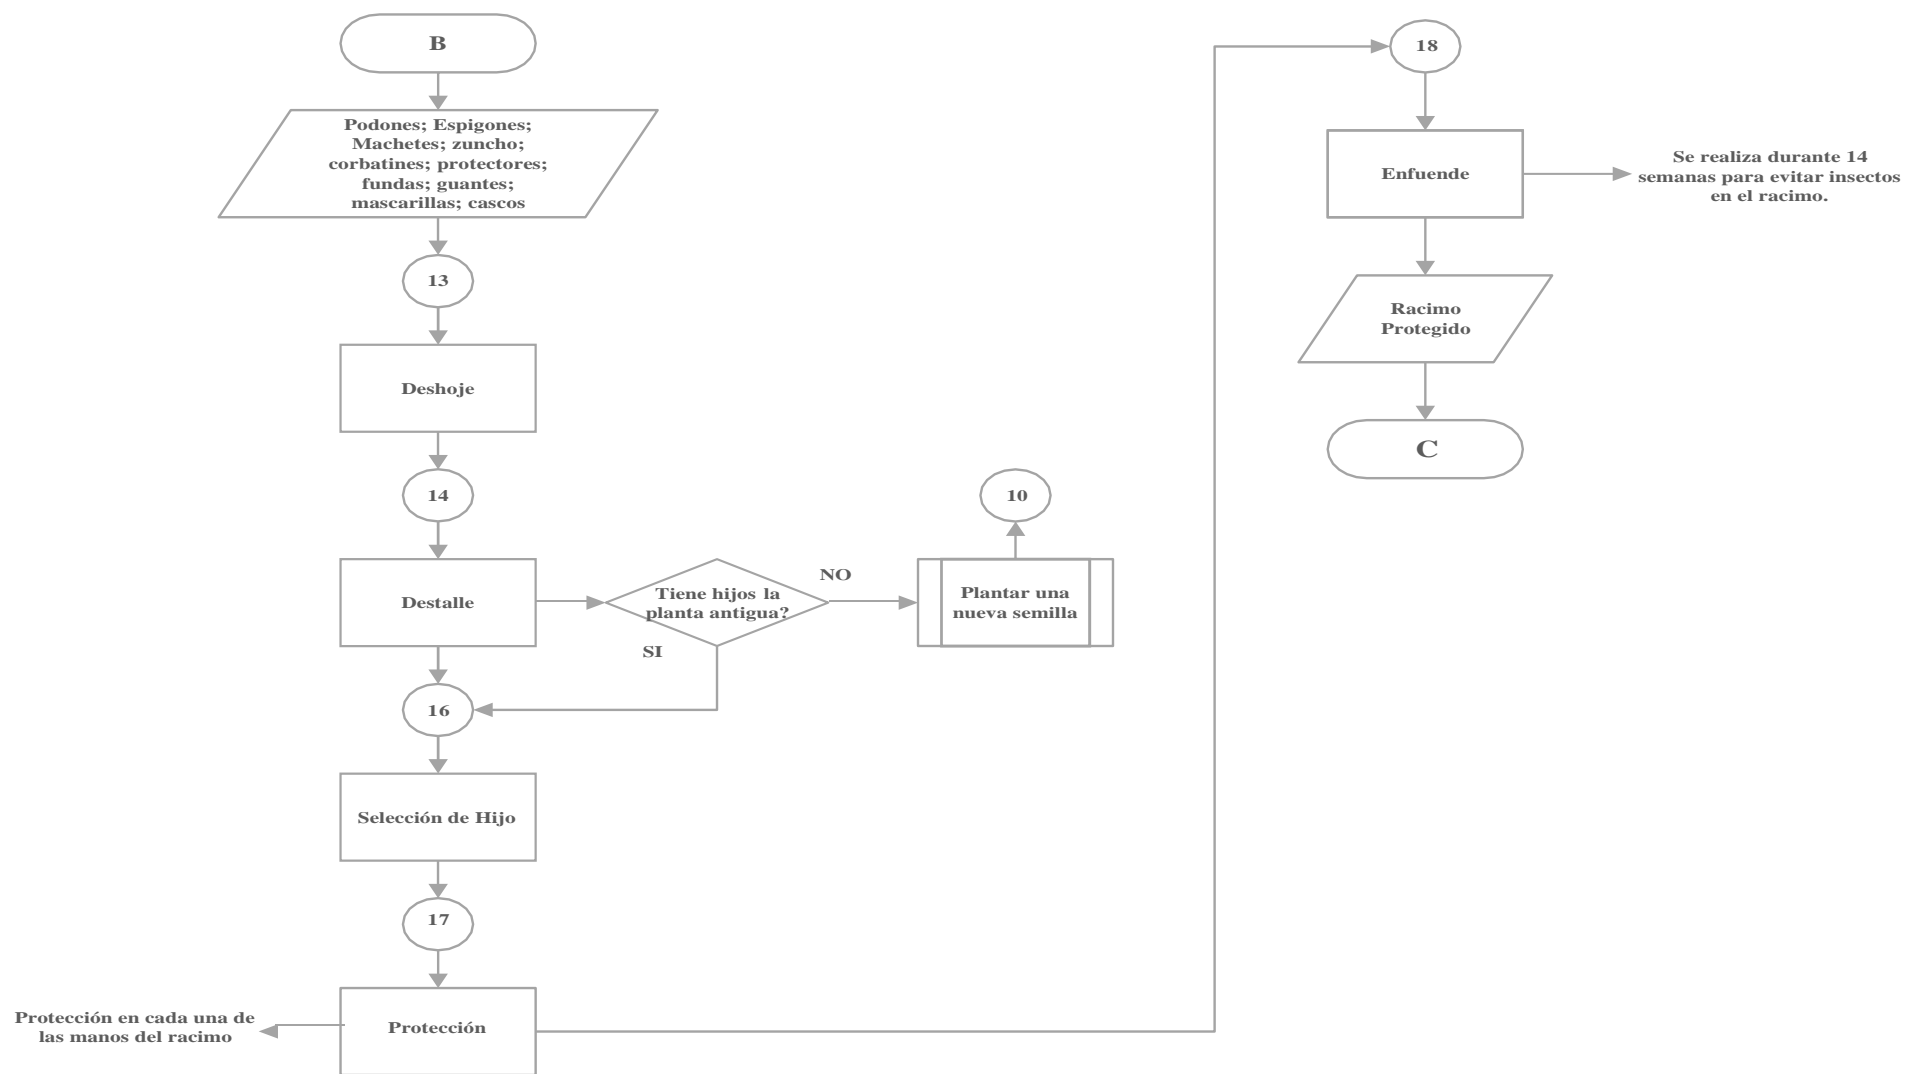 B
Podones; Espigones;
Machetes; zuncho;
corbatines; protectores;
fundas; guantes;
mascarillas; cascos
13
Deshoje
14
Destalle
Tiene hijos la
planta antigua?
NO
Plantar una
nueva semilla
10
SI
16
Selección de Hijo
17
Protección
Protección en cada una de
las manos del racimo
18
Enfuende
Se realiza durante 14
semanas para evitar insectos
en el racimo.
Racimo
Protegido
C